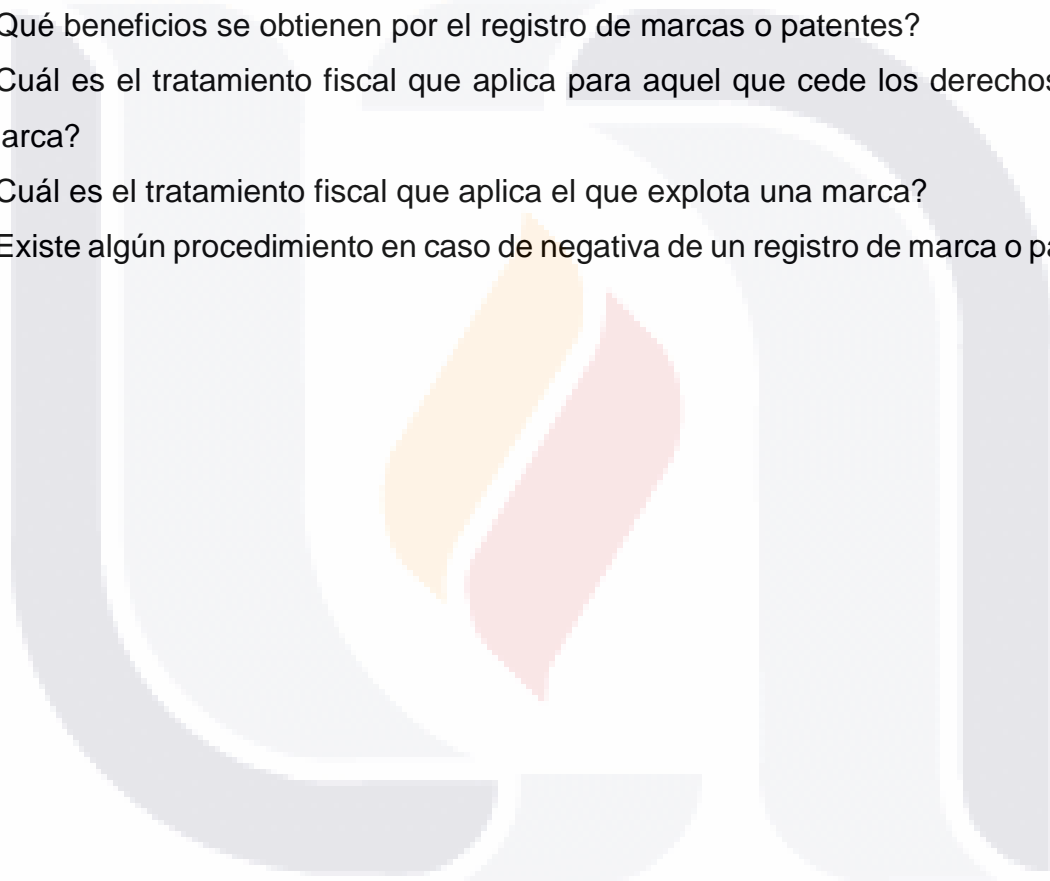 Qué beneficios se obtienen por el registro de marcas o patentes?
Cuál es el tratamiento fiscal que aplica para aquel que cede los derechos
arca?
Cuál es el tratamiento fiscal que aplica el que explota una marca?
Existe algún procedimiento en caso de negativa de un registro de marca o pa